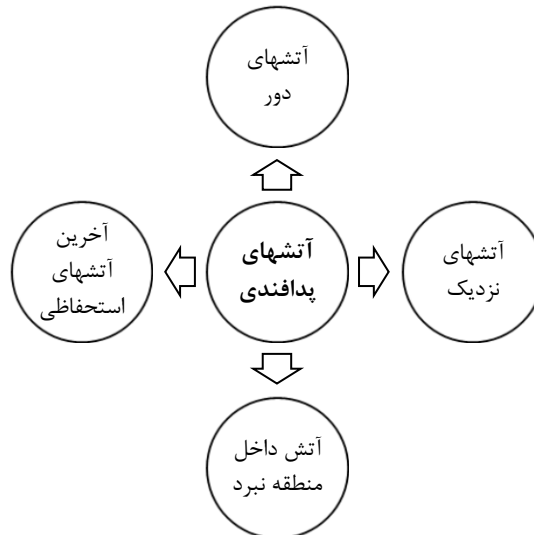 آتشهای
دور
آتشهای
نزدیک
آتشهای
پدافندی
آخرین
آتشهای
استحفاظی
آتش داخل
منطقه نبرد